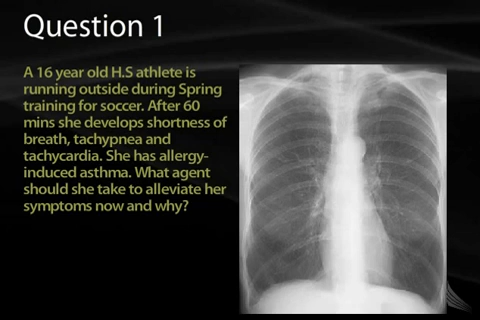 Question 1
A 16 year old H.S athlete is
running outside during Spring
training for soccer. After 60
mins she develops shortness of
breath, tachypnea and
tachycardia. She has allergy-
induced asthma. What agent
should she take to alleviate her
symptoms now and why?